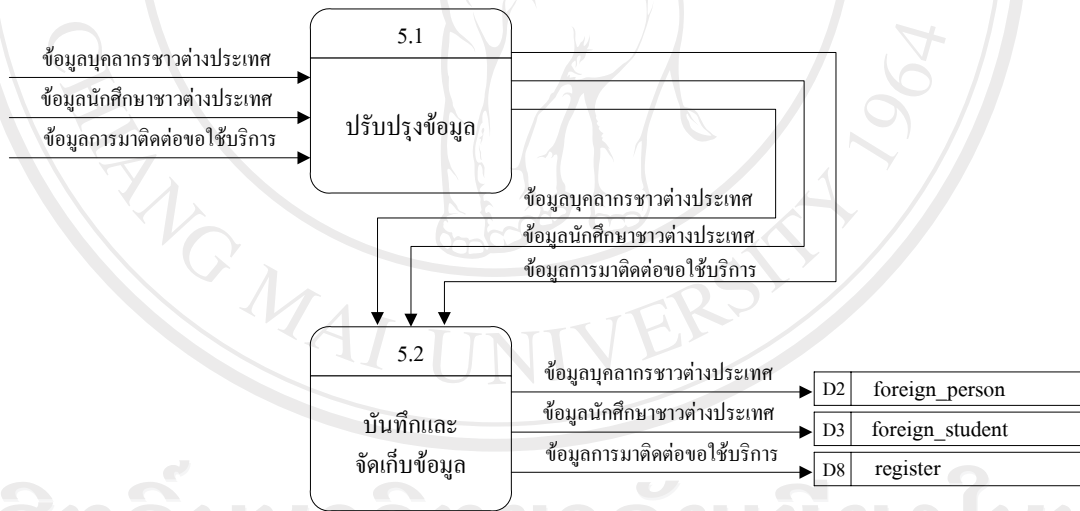 5.1
ปรับปรุงข้อมูล
ข้อมูลบุคลากรชาวต่างประเทศ
ข้อมูลนักศึกษาชาวต่างประเทศ
ข้อมูลการมาติดต่อขอใช้บริการ
ข้อมูลบุคลากรชาวต่างประเทศ
ข้อมูลนักศึกษาชาวต่างประเทศ
ข้อมูลการมาติดต่อขอใช้บริการ
5.2
บันทึกและ
จัดเก็บข้อมูล
ข้อมูลบุคลากรชาวต่างประเทศ
D2 foreign_person
ข้อมูลนักศึกษาชาวต่างประเทศ
D3 foreign_student
ข้อมูลการมาติดต่อขอใช้บริการ
D8 register
CHIANG MAI UNIVERSITY 1964